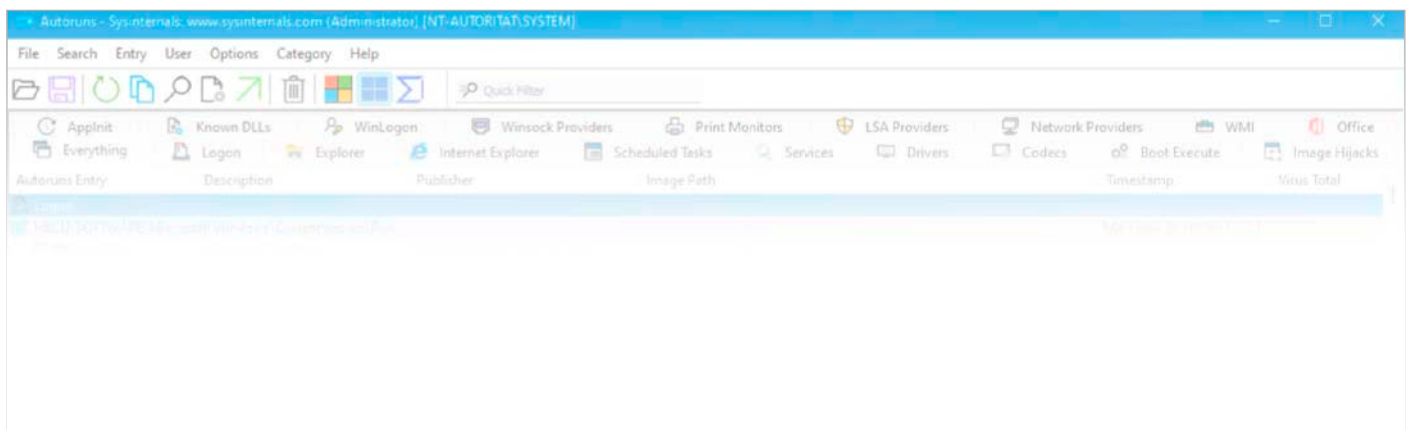 Autoruns - Sysinternals: www.sysinternals.com (Administrator) [NT-AUTORITÄT\SYSTEM]
File Search Entry User Options Category Help
Quick Filter
AppInit Known DLLs WinLogon Winsock Providers Print Monitors LSA Providers Network Providers WMI Office
Everything Logon Explorer Internet Explorer Scheduled Tasks Services Drivers Codecs Boot Execute Image Hijacks
Autoruns Entry Description Publisher Image Path Timestamp Virus Total
Logon